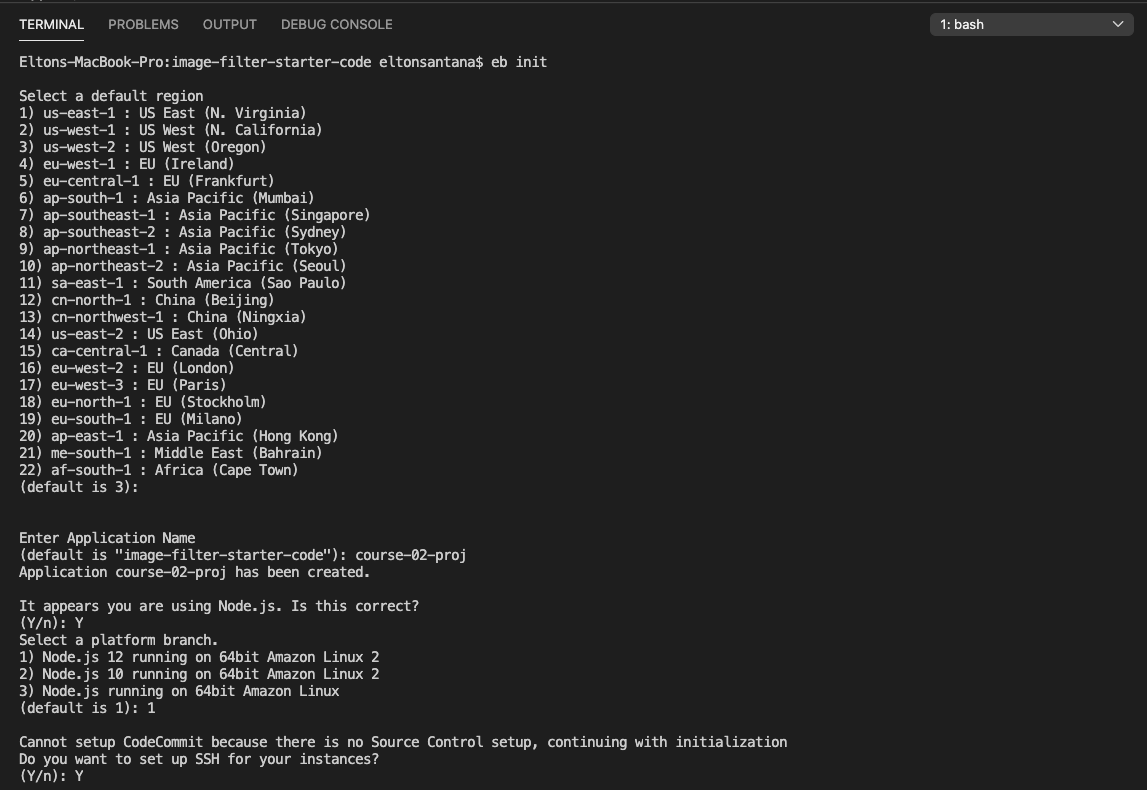 TERMINAL PROBLEMS OUTPUT DEBUG CONSOLE 1: bash
Eltons-MacBook-Pro:image-filter-starter-code eltonsantana$ eb init
Select a default region
1) us-east-1 : US East (N. Virginia)
2) us-west-1 : US West (N. California)
3) us-west-2 : US West (Oregon)
4) eu-west-1 : EU (Ireland)
5) eu-central-1 : EU (Frankfurt)
6) ap-south-1 : Asia Pacific (Mumbai)
7) ap-southeast-1 : Asia Pacific (Singapore)
8) ap-southeast-2 : Asia Pacific (Sydney)
9) ap-northeast-1 : Asia Pacific (Tokyo)
10) ap-northeast-2 : Asia Pacific (Seoul)
11) sa-east-1 : South America (Sao Paulo)
12) cn-north-1 : China (Beijing)
13) cn-northwest-1 : China (Ningxia)
14) us-east-2 : US East (Ohio)
15) ca-central-1 : Canada (Central)
16) eu-west-2 : EU (London)
17) eu-west-3 : EU (Paris)
18) eu-north-1 : EU (Stockholm)
19) eu-south-1 : EU (Milano)
20) ap-east-1 : Asia Pacific (Hong Kong)
21) me-south-1 : Middle East (Bahrain)
22) af-south-1 : Africa (Cape Town)
(default is 3):
Enter Application Name
(default is "image-filter-starter-code"): course-02-proj
Application course-02-proj has been created.
It appears you are using Node.js. Is this correct?
(Y/n): Y
Select a platform branch.
1) Node.js 12 running on 64bit Amazon Linux 2
2) Node.js 10 running on 64bit Amazon Linux 2
3) Node.js running on 64bit Amazon Linux
(default is 1): 1
Cannot setup CodeCommit because there is no Source Control setup, continuing with initialization
Do you want to set up SSH for your instances?
(Y/n): Y